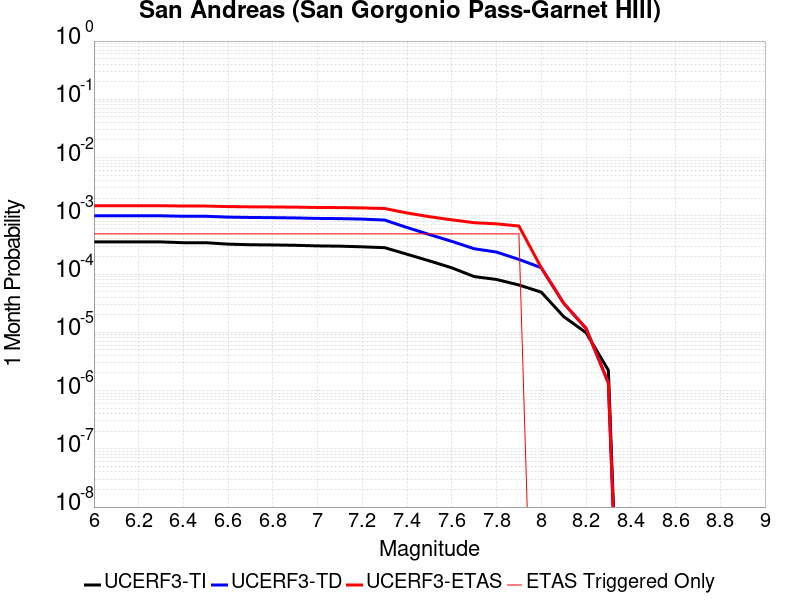 San Andreas (San Gorgonio Pass-Garnet HIll)
10^0
10^-1
10^-2
10^-3
10^-4
10^-5
10^-6
10^-7
10^-8
1 Month Probability
6 6.2 6.4 6.6 6.8 7 7.2 7.4 7.6 7.8 8 8.2 8.4 8.6 8.8 9
Magnitude
UCERF3-TI UCERF3-TD UCERF3-ETAS ETAS Triggered Only